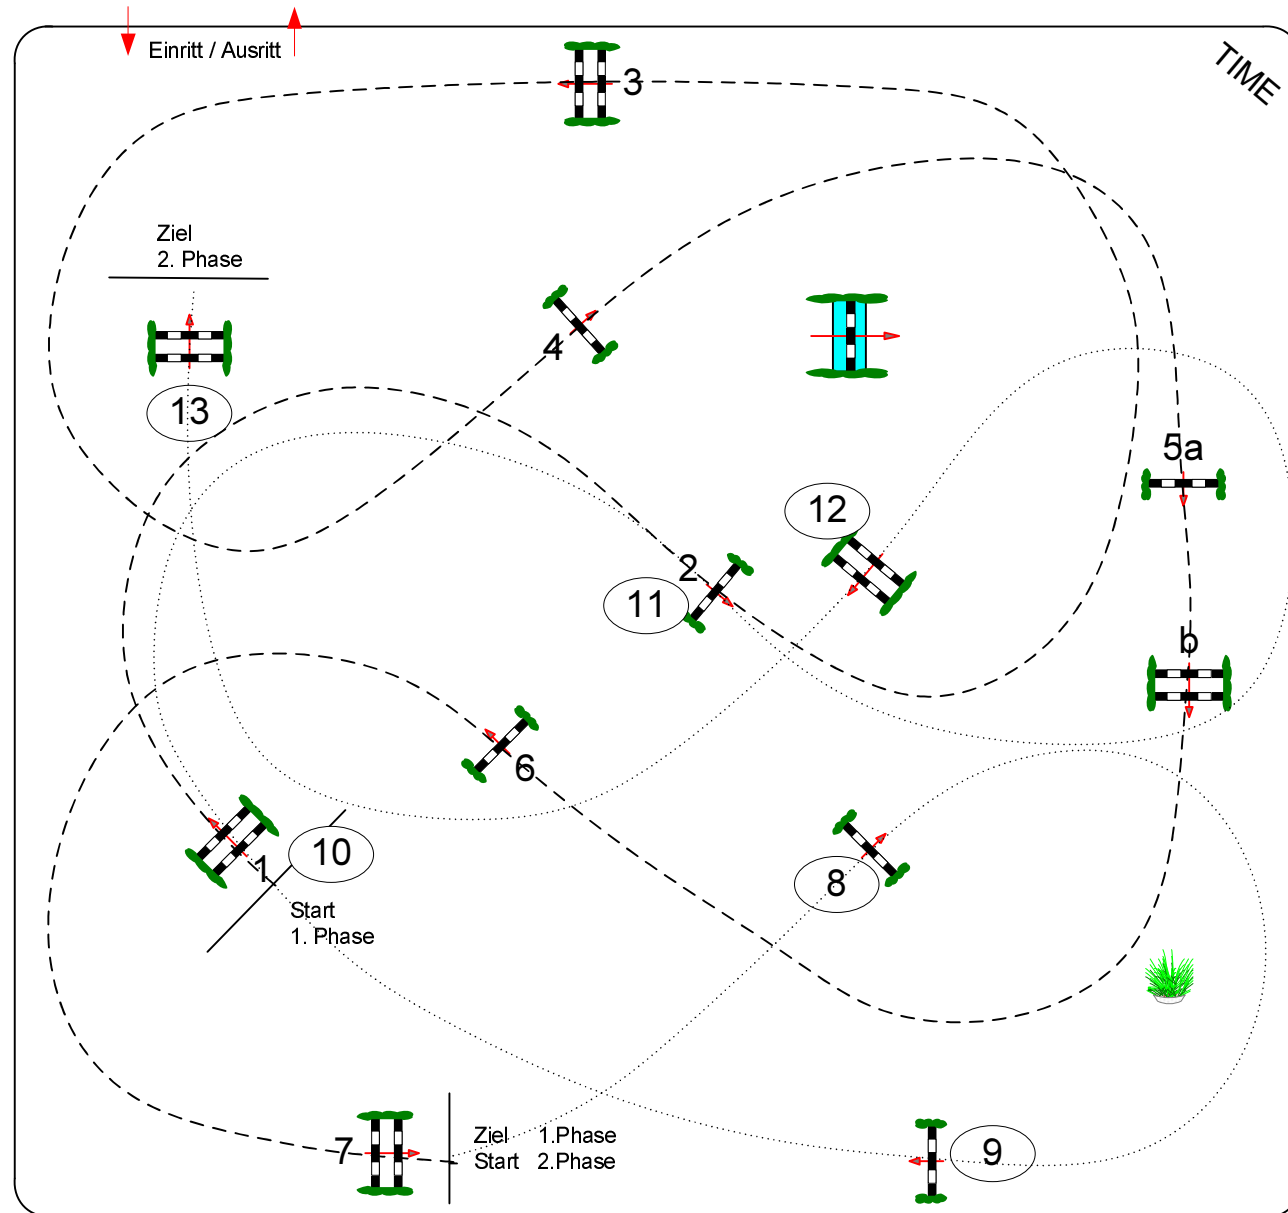 Einritt / Ausritt
TIME
3
Ziel
2. Phase
4
13
5a
12
2
11
b
6
1
10
8
Start
1. Phase
7
Ziel 1.Phase
Start 2.Phase
9